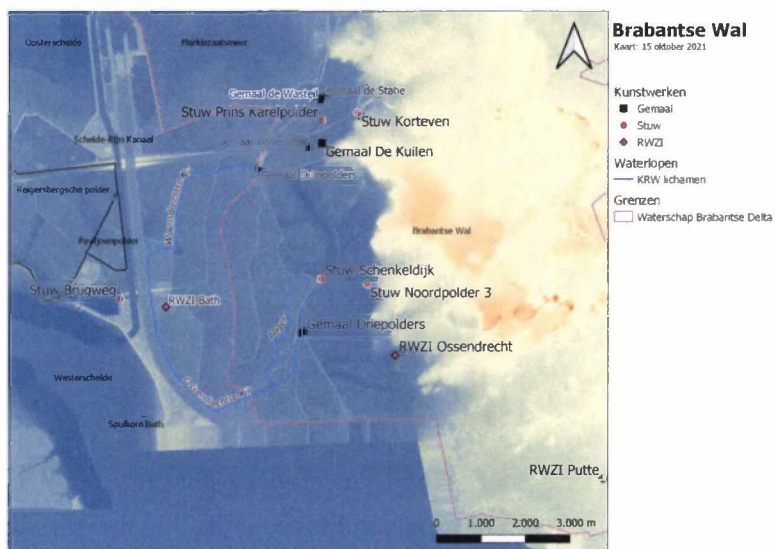 Brabantse Wal
Kaart: 15 oktober 2021
Kunstwerken
Gemaal
Stuw
RWZI
Waterlopen
KRW lichamen
Grenzen
Waterschap Brabantse Delta
Oosterschelde
Markiezaatsmeer
Gemaal de Stabe
Stuw Prins Karelpolder
Stuw Korteven
Schelde-Rijn Kanaal
Gemaal De Kuilen
Gemaal Driepolders
Reigersbergsche polder
Brabantse Wal
Stuw Schenkeldijk
Stuw Noordpolder 3
Stuw Brugweg
RWZI Bath
Gemaal Driepolders
RWZI Ossendrecht
Westerschelde
Spuikom Bath
RWZI Putte
0 1.000 2.000 3.000 m